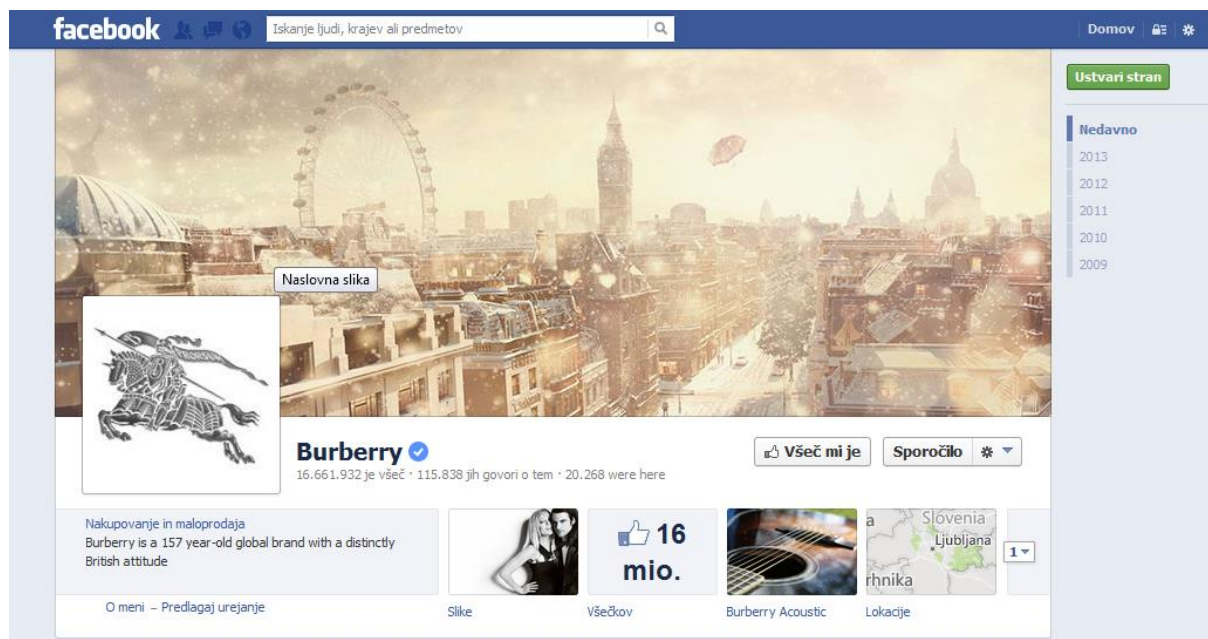 facebook
Iskanje ljudi, krajev ali predmetov
Domov
Ustvari stran
Nedavno
2013
2012
2011
2010
2009
Naslovna slika
PRORSUM
Burberry
16.661.932 je všeč · 115.838 jih govori o tem · 20.268 were here
Všeč mi je
Sporočilo
Nakupovanje in maloprodaja
Burberry is a 157 year-old global brand with a distinctly
British attitude
O meni – Predlagaj urejanje
16
mio.
a
Slovenia
Ljubljana
rhnika
1
Slike
Všečkov
Burberry Acoustic
Lokacije